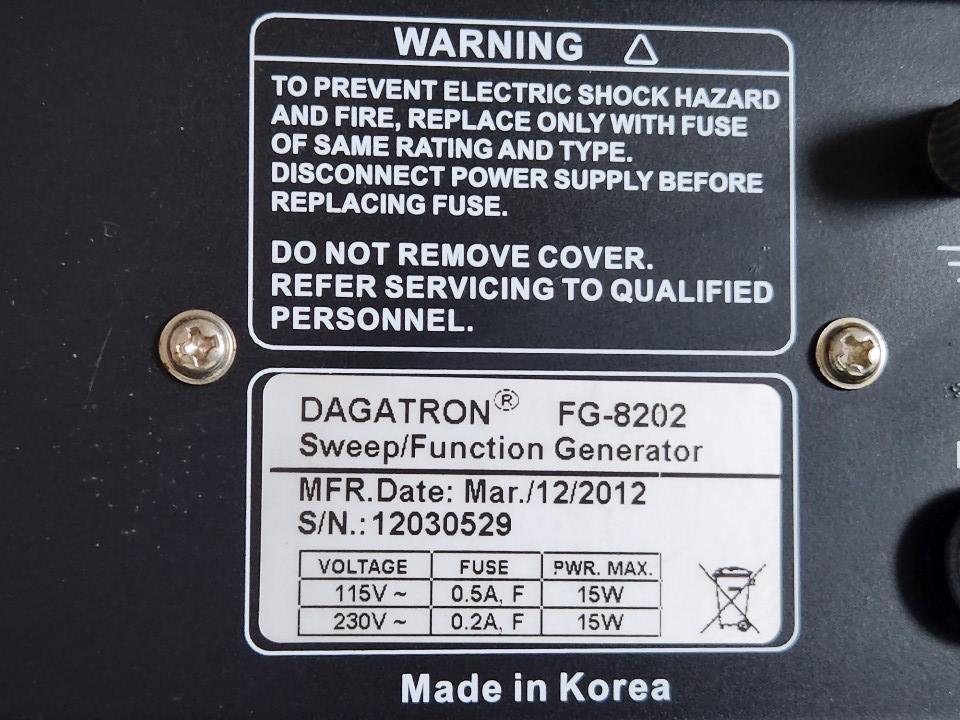 WARNING
TO PREVENT ELECTRIC SHOCK HAZARD
AND FIRE, REPLACE ONLY WITH FUSE
OF SAME RATING AND TYPE.
DISCONNECT POWER SUPPLY BEFORE
REPLACING FUSE.
DO NOT REMOVE COVER.
REFER SERVICING TO QUALIFIED
PERSONNEL.
DAGATRON® FG-8202
Sweep/Function Generator
MFR.Date: Mar./12/2012
S/N.:12030529
VOLTAGE FUSE PWR. MAX.
115V ~ 0.5A, F 15W
230V ~ 0.2A, F 15W
Made in Korea